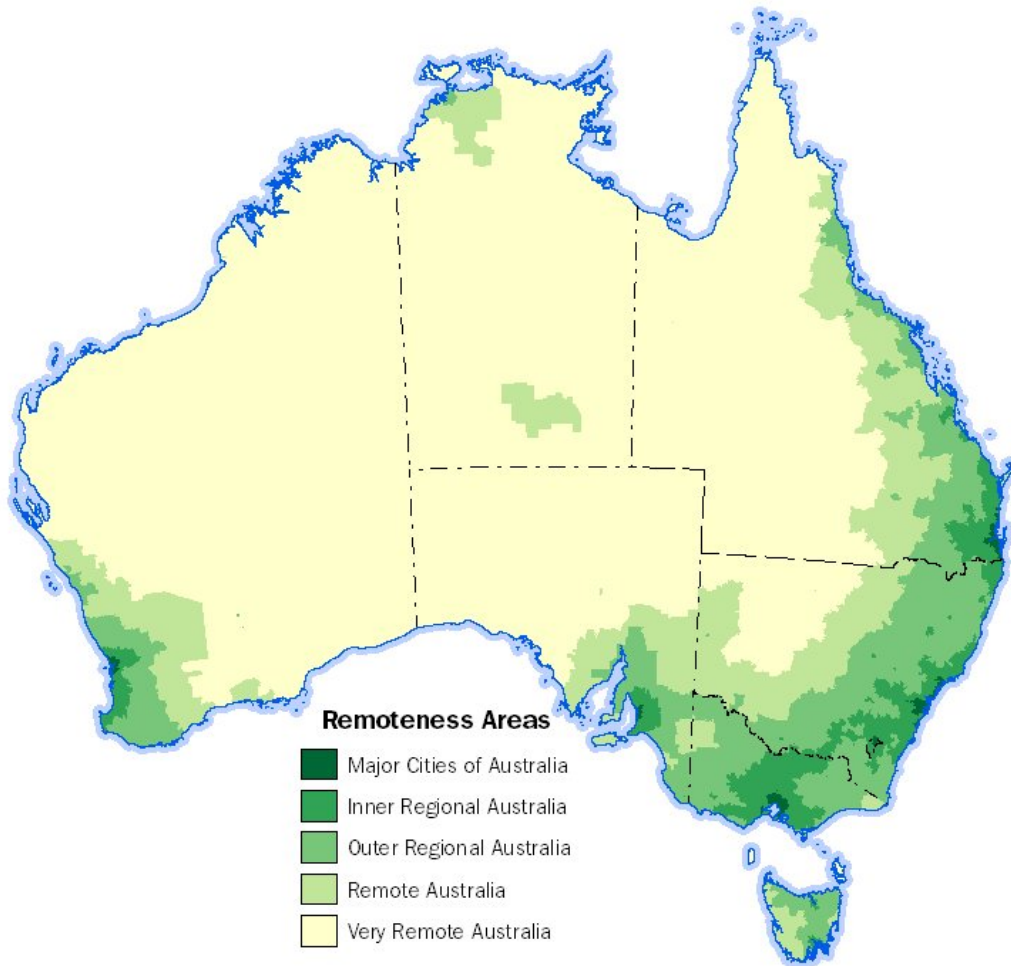 Remoteness Areas
Major Cities of Australia
Inner Regional Australia
Outer Regional Australia
Remote Australia
Very Remote Australia